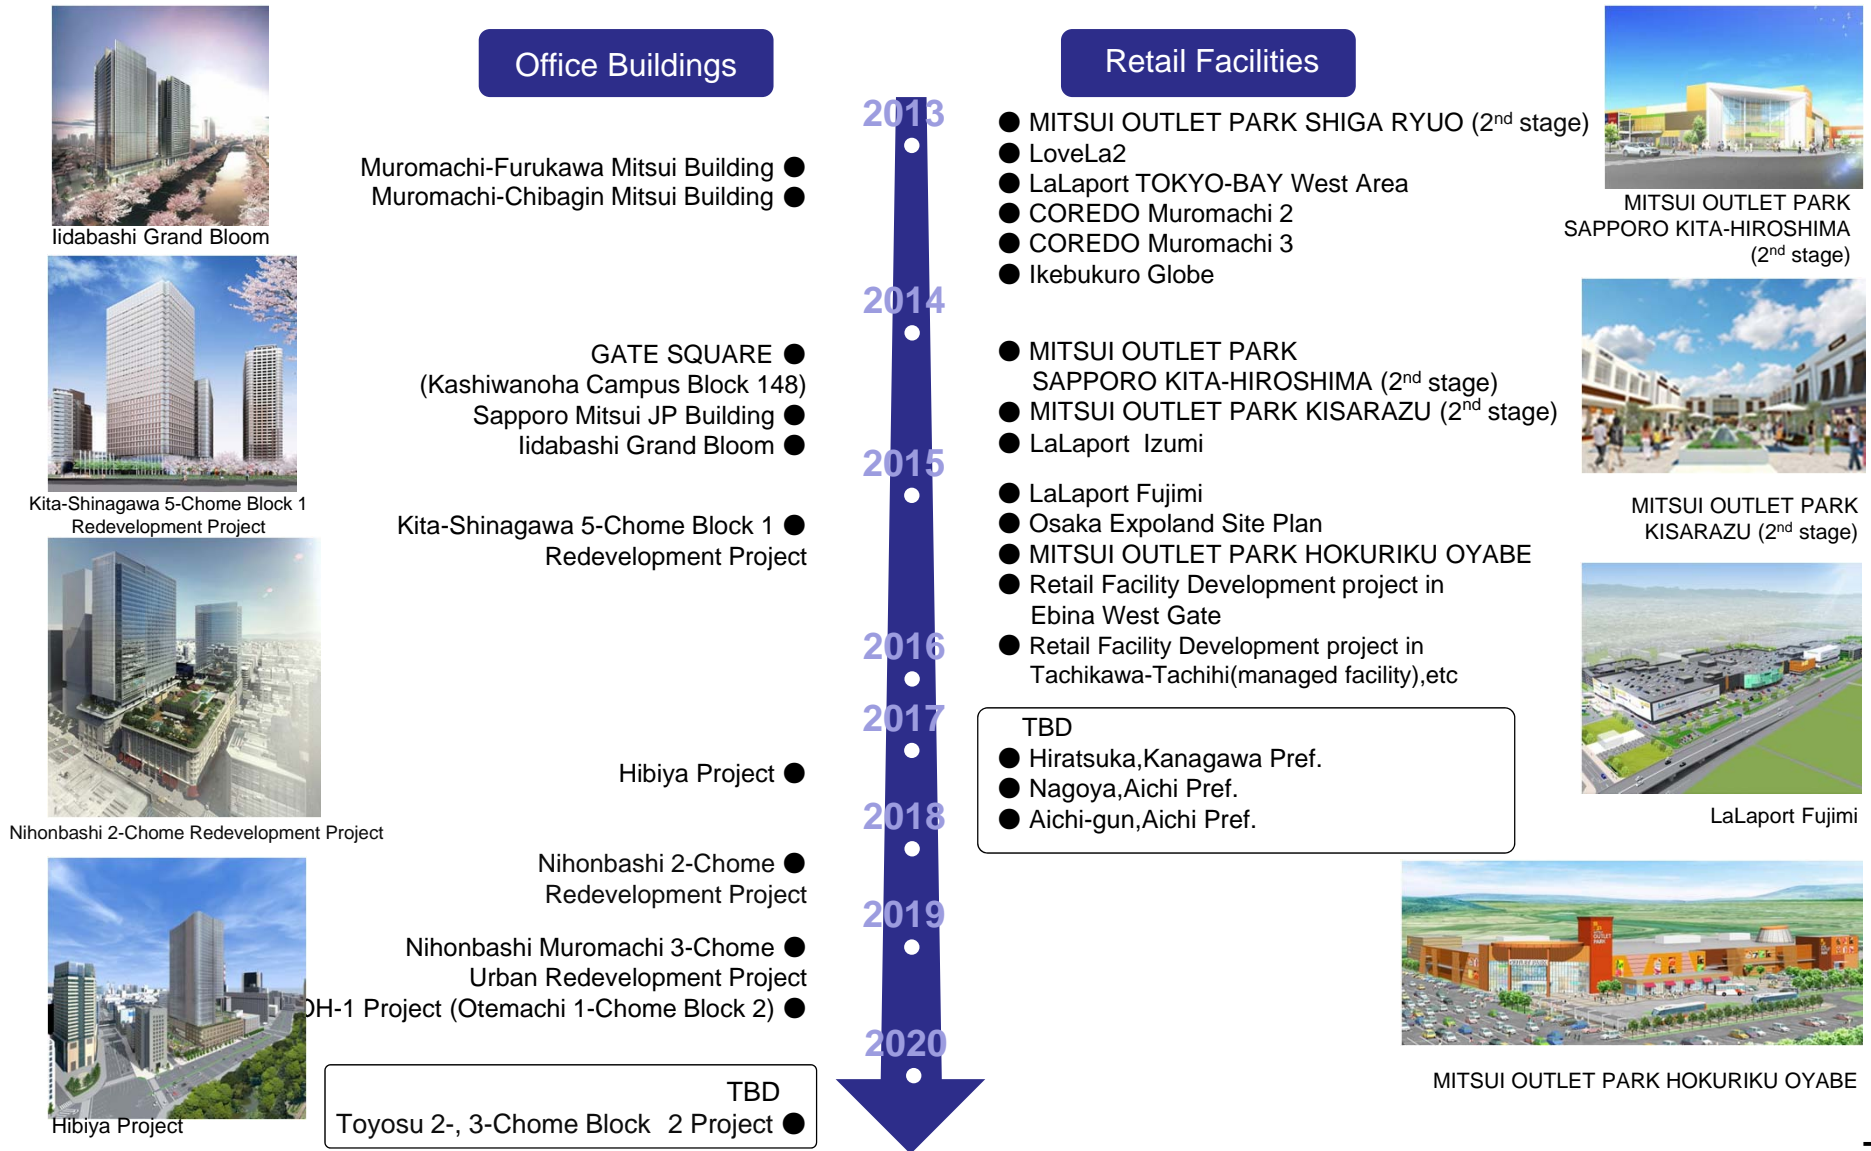 Office Buildings
Retail Facilities
Iidabashi Grand Bloom
Kita-Shinagawa 5-Chome Block 1
Redevelopment Project
Nihonbashi 2-Chome Redevelopment Project
Hibiya Project
Muromachi-Furukawa Mitsui Building ●
Muromachi-Chibagin Mitsui Building ●
GATE SQUARE ●
(Kashiwanoha Campus Block 148)
Sapporo Mitsui JP Building ●
Iidabashi Grand Bloom ●
Kita-Shinagawa 5-Chome Block 1 ●
Redevelopment Project
Hibiya Project ●
Nihonbashi 2-Chome ●
Redevelopment Project
Nihonbashi Muromachi 3-Chome ●
Urban Redevelopment Project
OH-1 Project (Otemachi 1-Chome Block 2) ●
TBD
Toyosu 2-, 3-Chome Block 2 Project ●
2013
2014
2015
2016
2017
2018
2019
2020
● MITSUI OUTLET PARK SHIGA RYUO (2nd stage)
● LoveLa2
● LaLaport TOKYO-BAY West Area
● COREDO Muromachi 2
● COREDO Muromachi 3
● Ikebukuro Globe
● MITSUI OUTLET PARK
SAPPORO KITA-HIROSHIMA (2nd stage)
● MITSUI OUTLET PARK KISARAZU (2nd stage)
● LaLaport Izumi
● LaLaport Fujimi
● Osaka Expoland Site Plan
● MITSUI OUTLET PARK HOKURIKU OYABE
● Retail Facility Development project in
Ebina West Gate
● Retail Facility Development project in
Tachikawa-Tachihi(managed facility),etc
TBD
● Hiratsuka,Kanagawa Pref.
● Nagoya,Aichi Pref.
● Aichi-gun,Aichi Pref.
MITSUI OUTLET PARK
SAPPORO KITA-HIROSHIMA
(2nd stage)
MITSUI OUTLET PARK
KISARAZU (2nd stage)
LaLaport Fujimi
MITSUI OUTLET PARK HOKURIKU OYABE